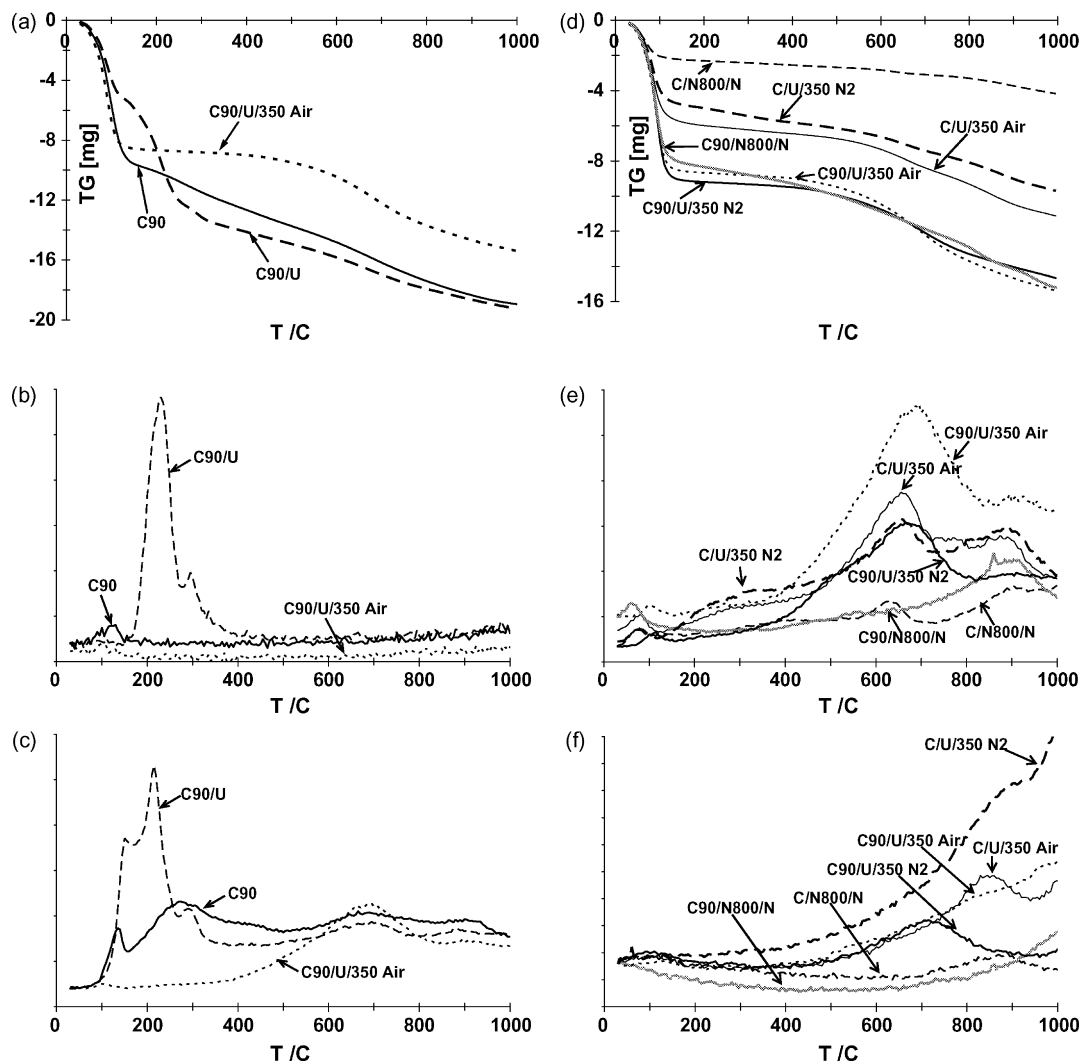 (a)
0
0 200 400 600 800 1000
-4
-8
-12
-16
-20
TG [mg]
C90/U/350 Air
C90
C90/U
T /C
(d)
0
0 200 400 600 800 1000
-4
-8
-12
-16
TG [mg]
C/N800/N
C/U/350 N2
C/U/350 Air
C90/N800/N
C90/U/350 Air
C90/U/350 N2
T /C
(b)
C90/U
C90
C90/U/350 Air
0 200 400 600 800 1000
T /C
(e)
C90/U/350 Air
C/U/350 Air
C/U/350 N2
C90/U/350 N2
C90/N800/N
C/N800/N
0 200 400 600 800 1000
T /C
(c)
C90/U
C90
C90/U/350 Air
0 200 400 600 800 1000
T /C
(f)
C/U/350 N2
C90/U/350 Air
C/U/350 Air
C90/U/350 N2
C/N800/N
C90/N800/N
0 200 400 600 800 1000
T /C